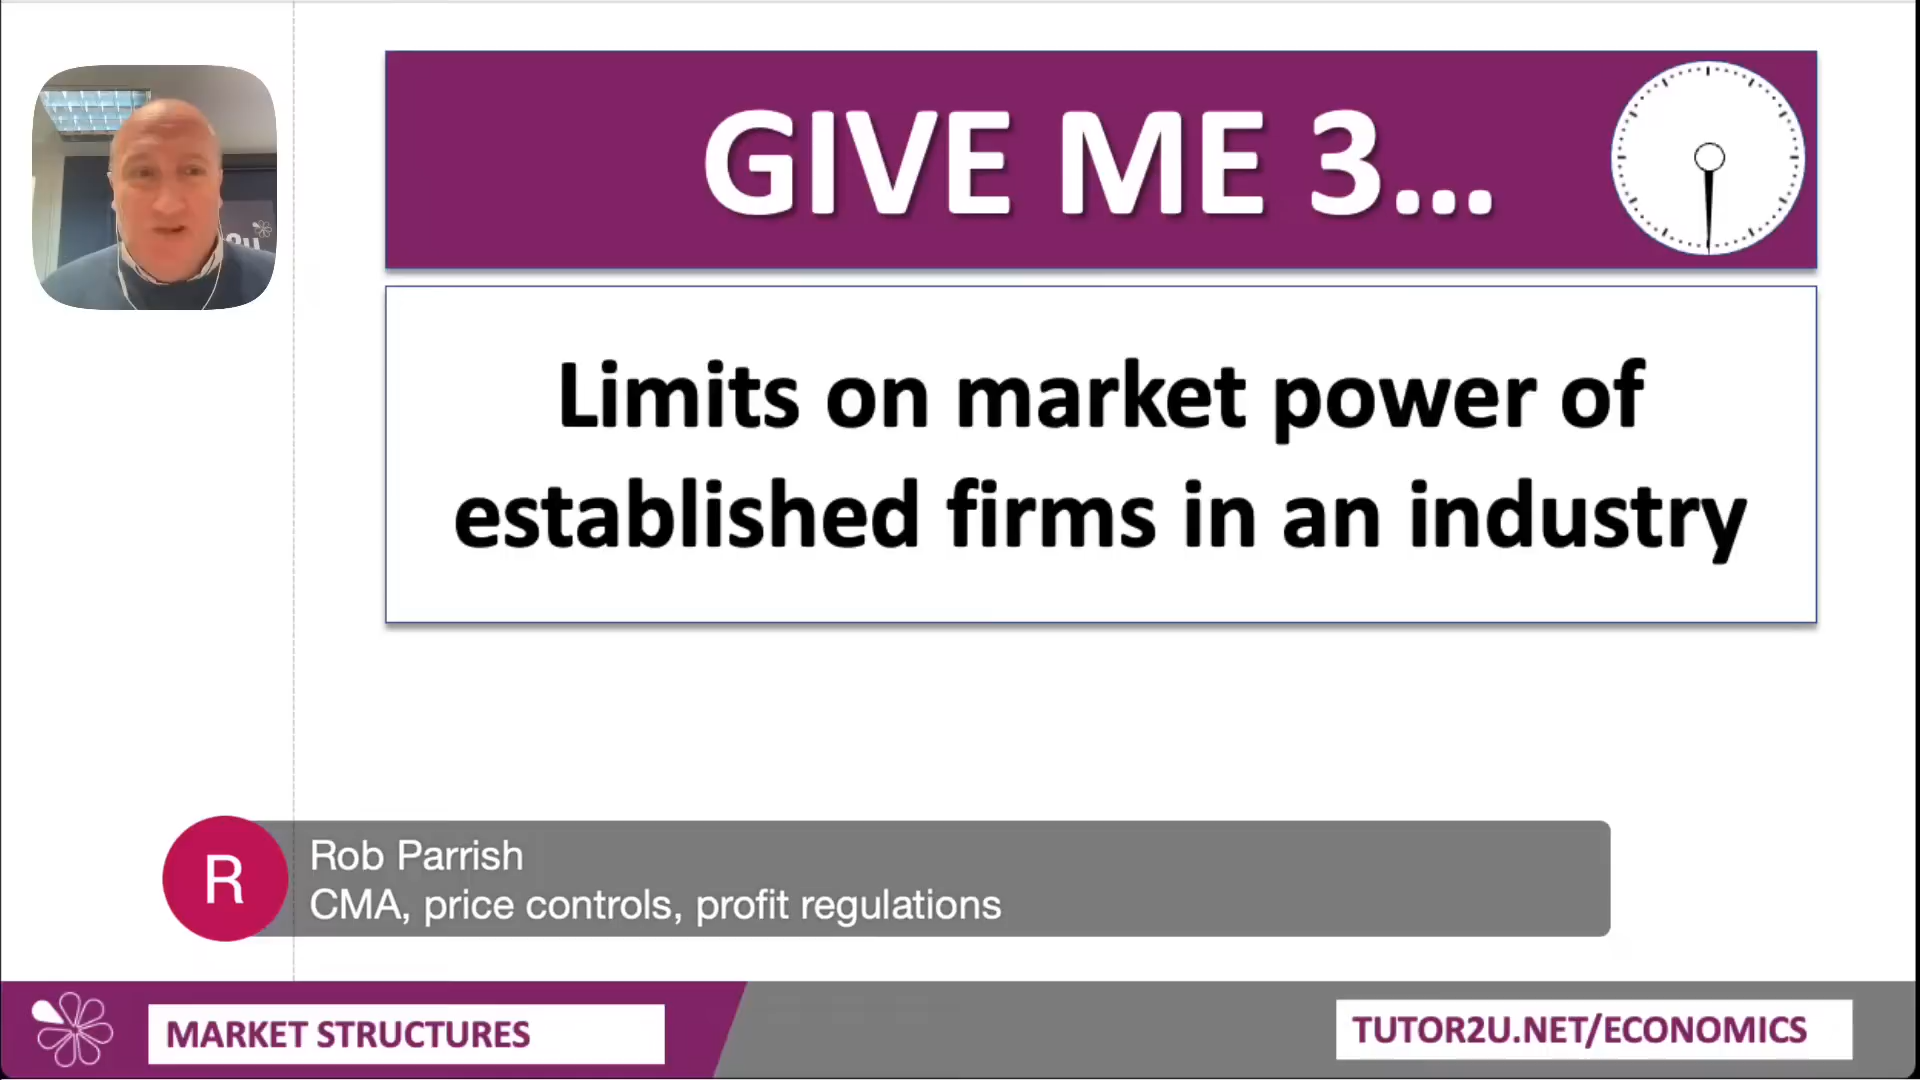 GIVE ME 3...
Limits on market power of
established firms in an industry
R
Rob Parrish
CMA, price controls, profit regulations
MARKET STRUCTURES
TUTOR2U.NET/ECONOMICS